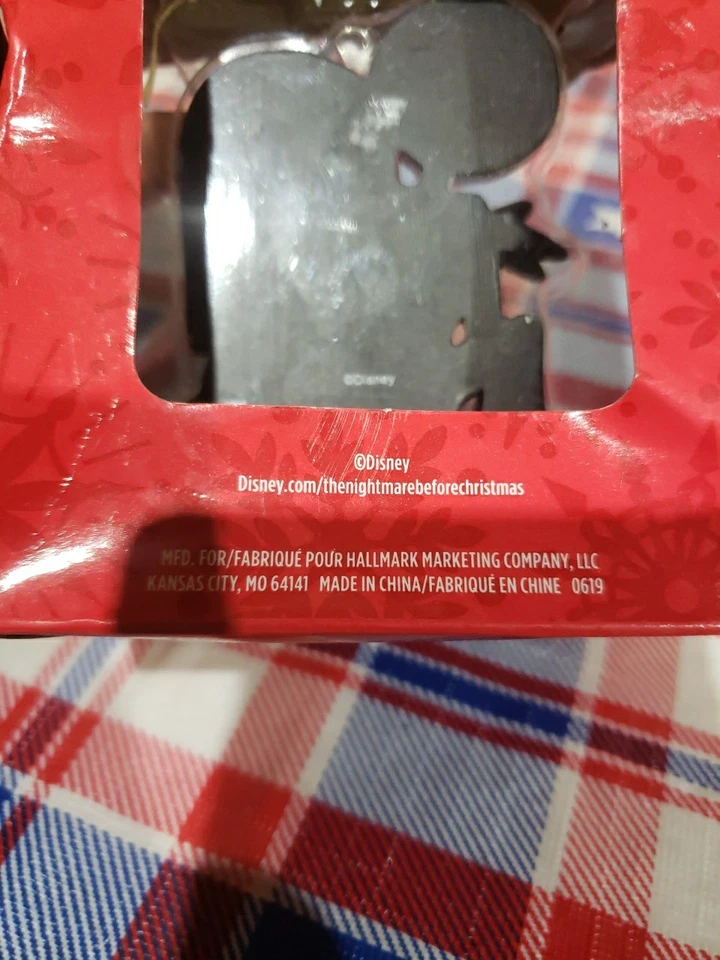 ©Disney
©Disney
Disney.com/thenightmarebeforechristmas
MFD. FOR/FABRIQUÉ POUR HALLMARK MARKETING COMPANY, LLC
KANSAS CITY, MO 64141 MADE IN CHINA/FABRIQUÉ EN CHINE 0619